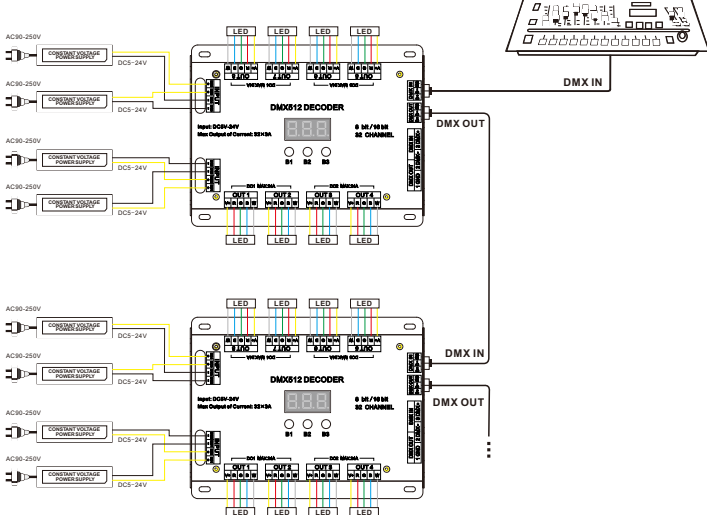 AC90-250V
CONSTANT VOLTAGE
POWER SUPPLY
DC5-24V
AC90-250V
CONSTANT VOLTAGE
POWER SUPPLY
DC5-24V
AC90-250V
CONSTANT VOLTAGE
POWER SUPPLY
DC5-24V
AC90-250V
CONSTANT VOLTAGE
POWER SUPPLY
DC5-24V
LED LED LED LED
OUT 8 OUT 7 OUT 6 OUT 5
INPUT
DMX512 DECODER
Input: DC5V-24V
Max Output of Current: 32×3A
8 bit / 16 bit
32 CHANNEL
B1 B2 B3
INPUT
OUT 1 OUT 2 OUT 3 OUT 4
LED LED LED LED
DMX IN
DMX OUT
AC90-250V
CONSTANT VOLTAGE
POWER SUPPLY
DC5-24V
AC90-250V
CONSTANT VOLTAGE
POWER SUPPLY
DC5-24V
AC90-250V
CONSTANT VOLTAGE
POWER SUPPLY
DC5-24V
AC90-250V
CONSTANT VOLTAGE
POWER SUPPLY
DC5-24V
LED LED LED LED
OUT 8 OUT 7 OUT 6 OUT 5
INPUT
DMX512 DECODER
Input: DC5V-24V
Max Output of Current: 32×3A
8 bit / 16 bit
32 CHANNEL
B1 B2 B3
INPUT
OUT 1 OUT 2 OUT 3 OUT 4
LED LED LED LED
DMX IN
DMX OUT